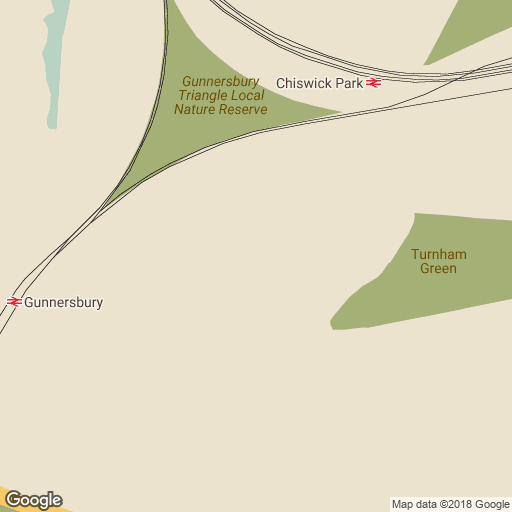 Gunnersbury
Triangle Local
Nature Reserve
Chiswick Park
Turnham
Green
Gunnersbury
Google
Map data ©2018 Google